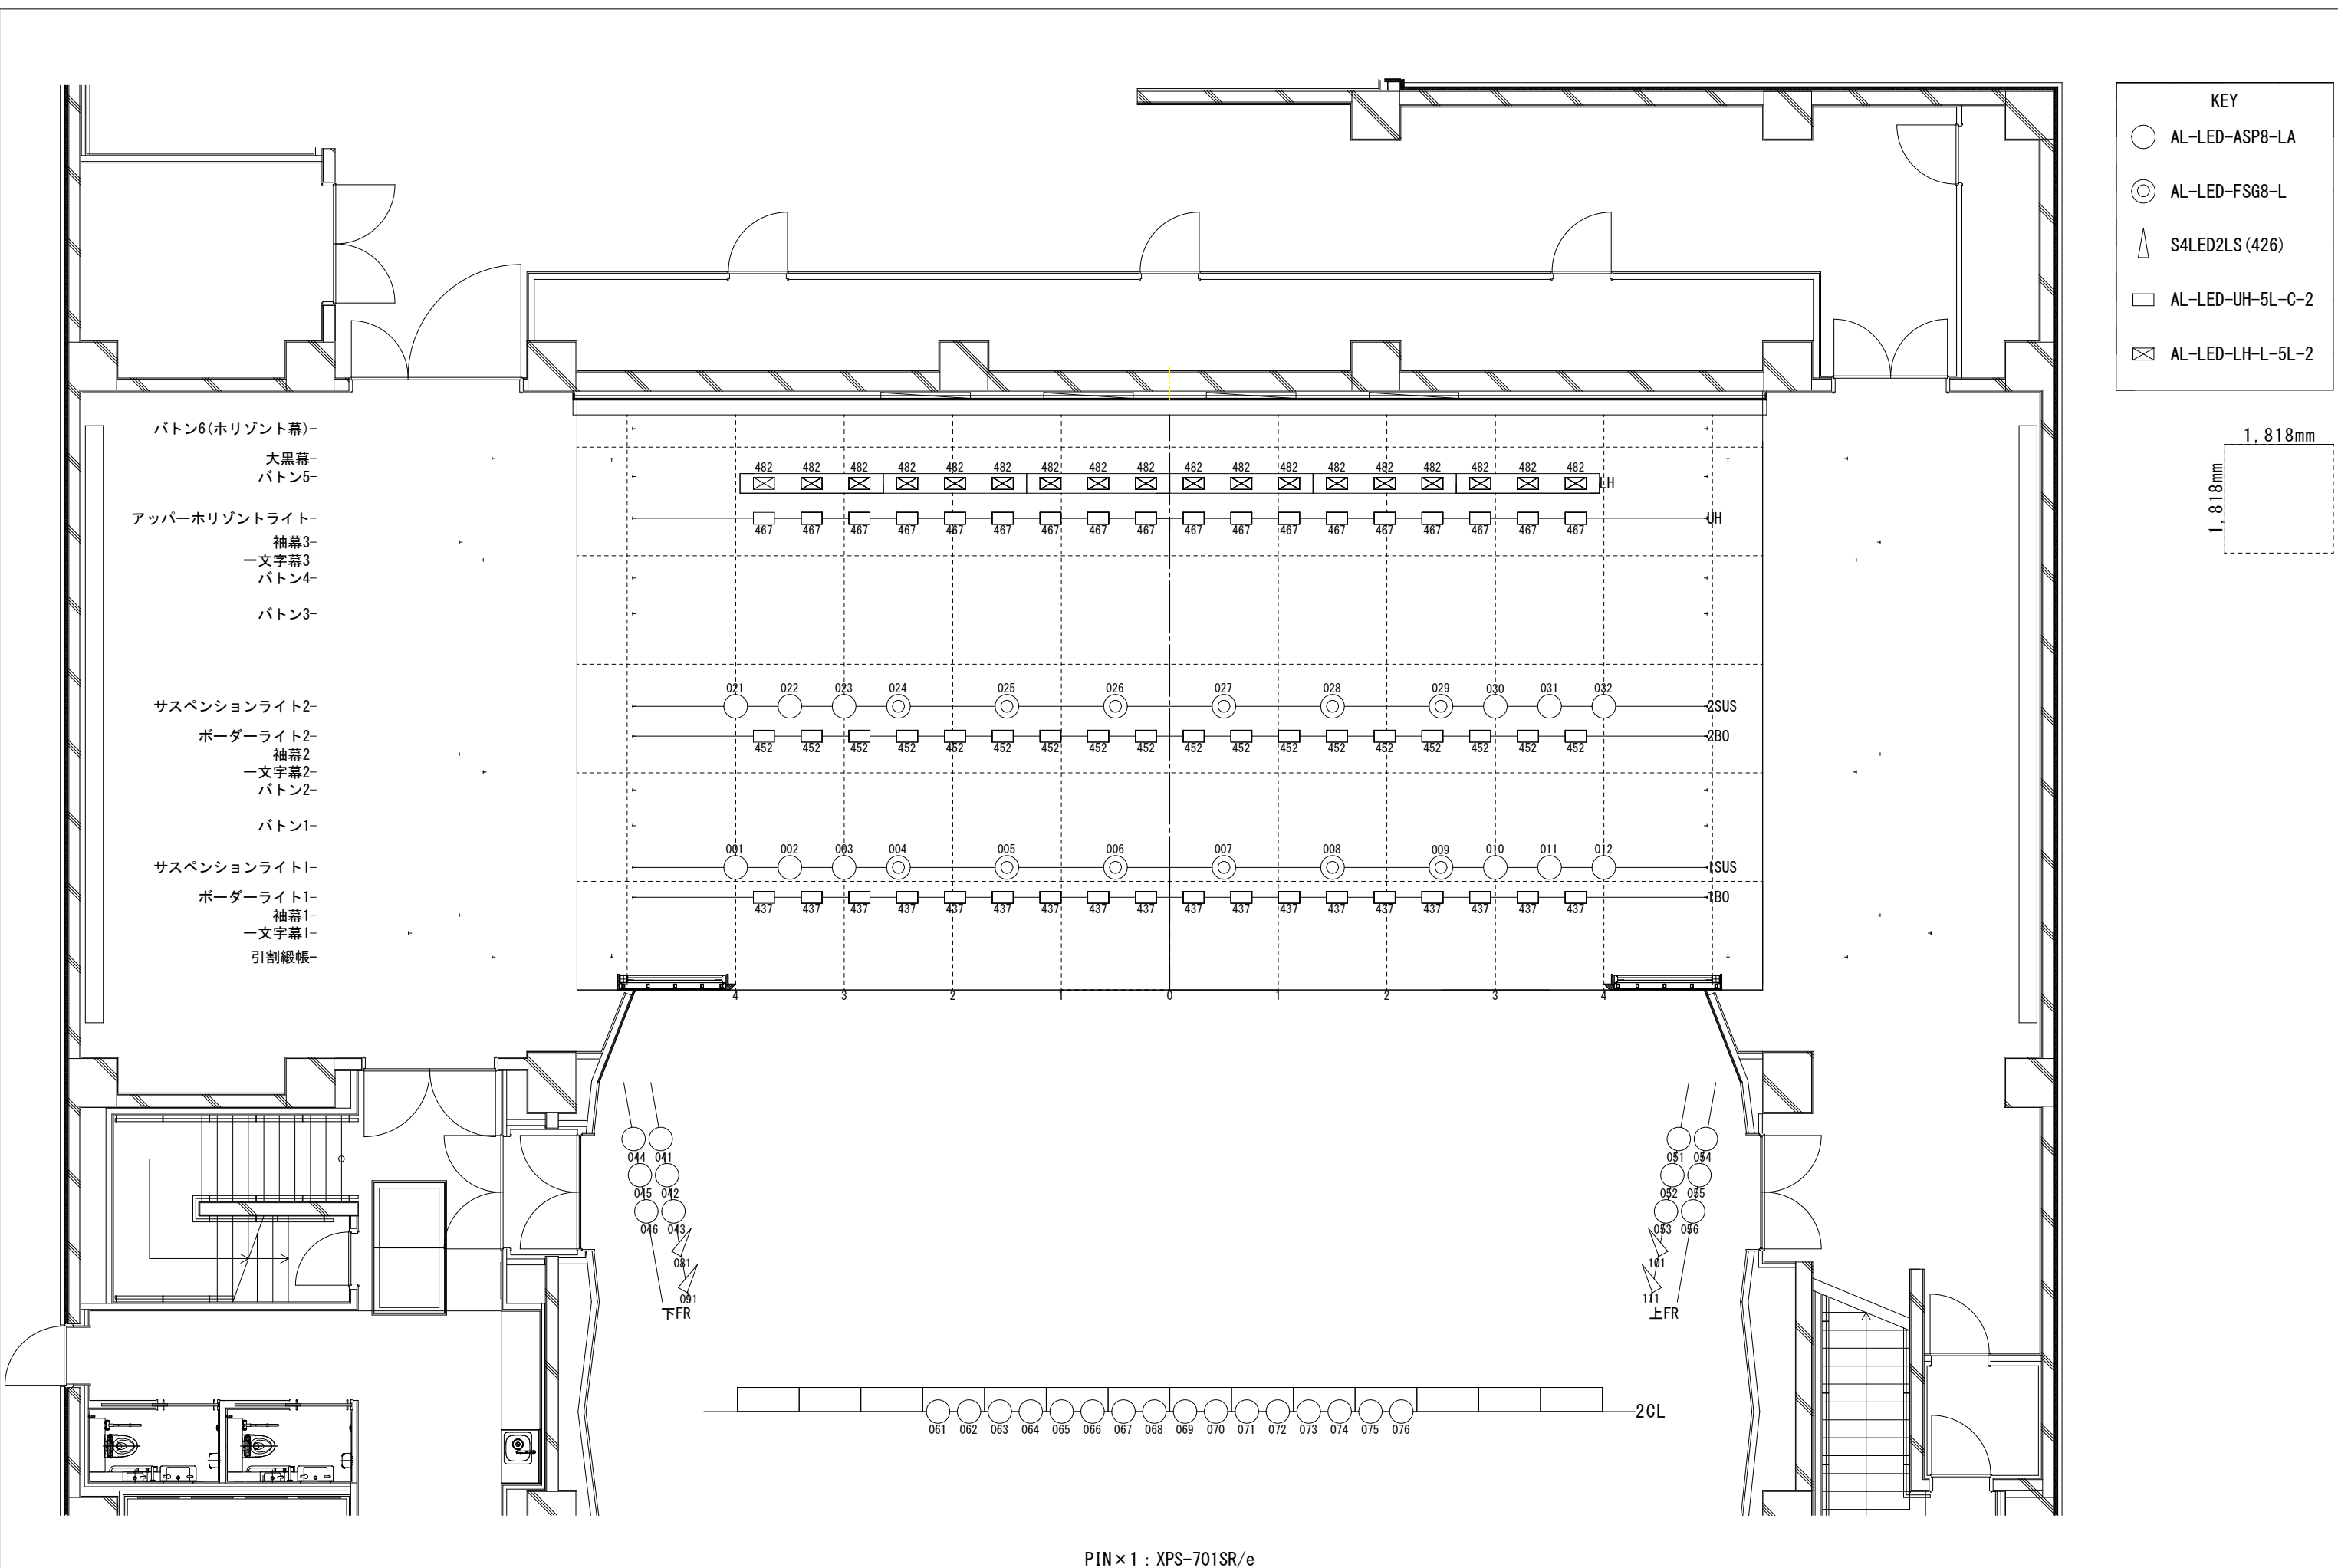 KEY
AL-LED-ASP8-LA
AL-LED-FSG8-L
S4LED2LS(426)
AL-LED-UH-5L-C-2
AL-LED-LH-L-5L-2
1,818mm
1,818mm
バトン6(ホリゾント幕)
大黒幕
バトン5
482 482 482 482 482 482 482 482 482 482 482 482 482 482 482 482 482 482
LH
アッパーホリゾントライト
UH
467 467 467 467 467 467 467 467 467 467 467 467 467 467 467 467 467 467
袖幕3
一文字幕3
バトン4
バトン3
021 022 023 024 025 026 027 028 029 030 031 032
サスペンションライト2
2SUS
ボーダーライト2
2BO
452 452 452 452 452 452 452 452 452 452 452 452 452 452 452 452 452 452
袖幕2
一文字幕2
バトン2
バトン1
001 002 003 004 005 006 007 008 009 010 011 012
サスペンションライト1
1SUS
ボーダーライト1
1BO
437 437 437 437 437 437 437 437 437 437 437 437 437 437 437 437 437 437
袖幕1
一文字幕1
引割緞帳
4 3 2 1 0 1 2 3 4
044 041
045 042
046 043
081
091
下FR
051 054
052 055
053 056
101
111
上FR
2CL
061 062 063 064 065 066 067 068 069 070 071 072 073 074 075 076
PIN×1：XPS-701SR/e